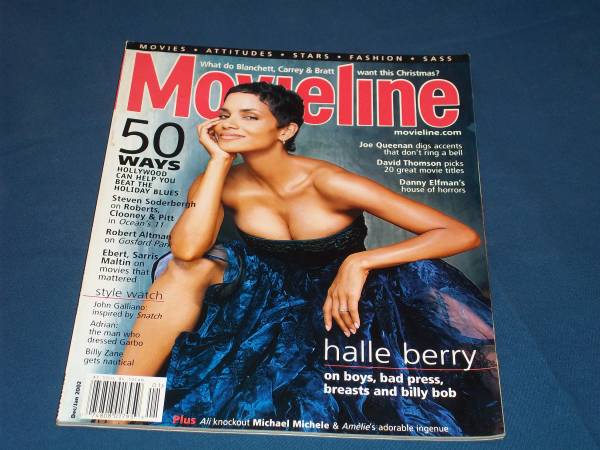 MOVIES • ATTITUDES • STARS • FASHION • SASS
What do Blanchett, Carrey & Bratt want this Christmas?
Movieline
movieline.com
50
WAYS
HOLLYWOOD
CAN HELP YOU
BEAT THE
HOLIDAY BLUES
Steven Soderbergh
on Roberts,
Clooney & Pitt
in Ocean's 11
Robert Altman
on Gosford Park
Ebert, Sarris,
Maltin on
movies that
mattered
style watch
John Galliano:
inspired by Snatch
Adrian:
the man who
dressed Garbo
Billy Zane
gets nautical
Joe Queenan digs accents
that don't ring a bell
David Thomson picks
20 great movie titles
Danny Elfman's
house of horrors
halle berry
on boys, bad press,
breasts and billy bob
Dec/Jan 2002
Plus Ali knockout Michael Michele & Amélie's adorable ingenue